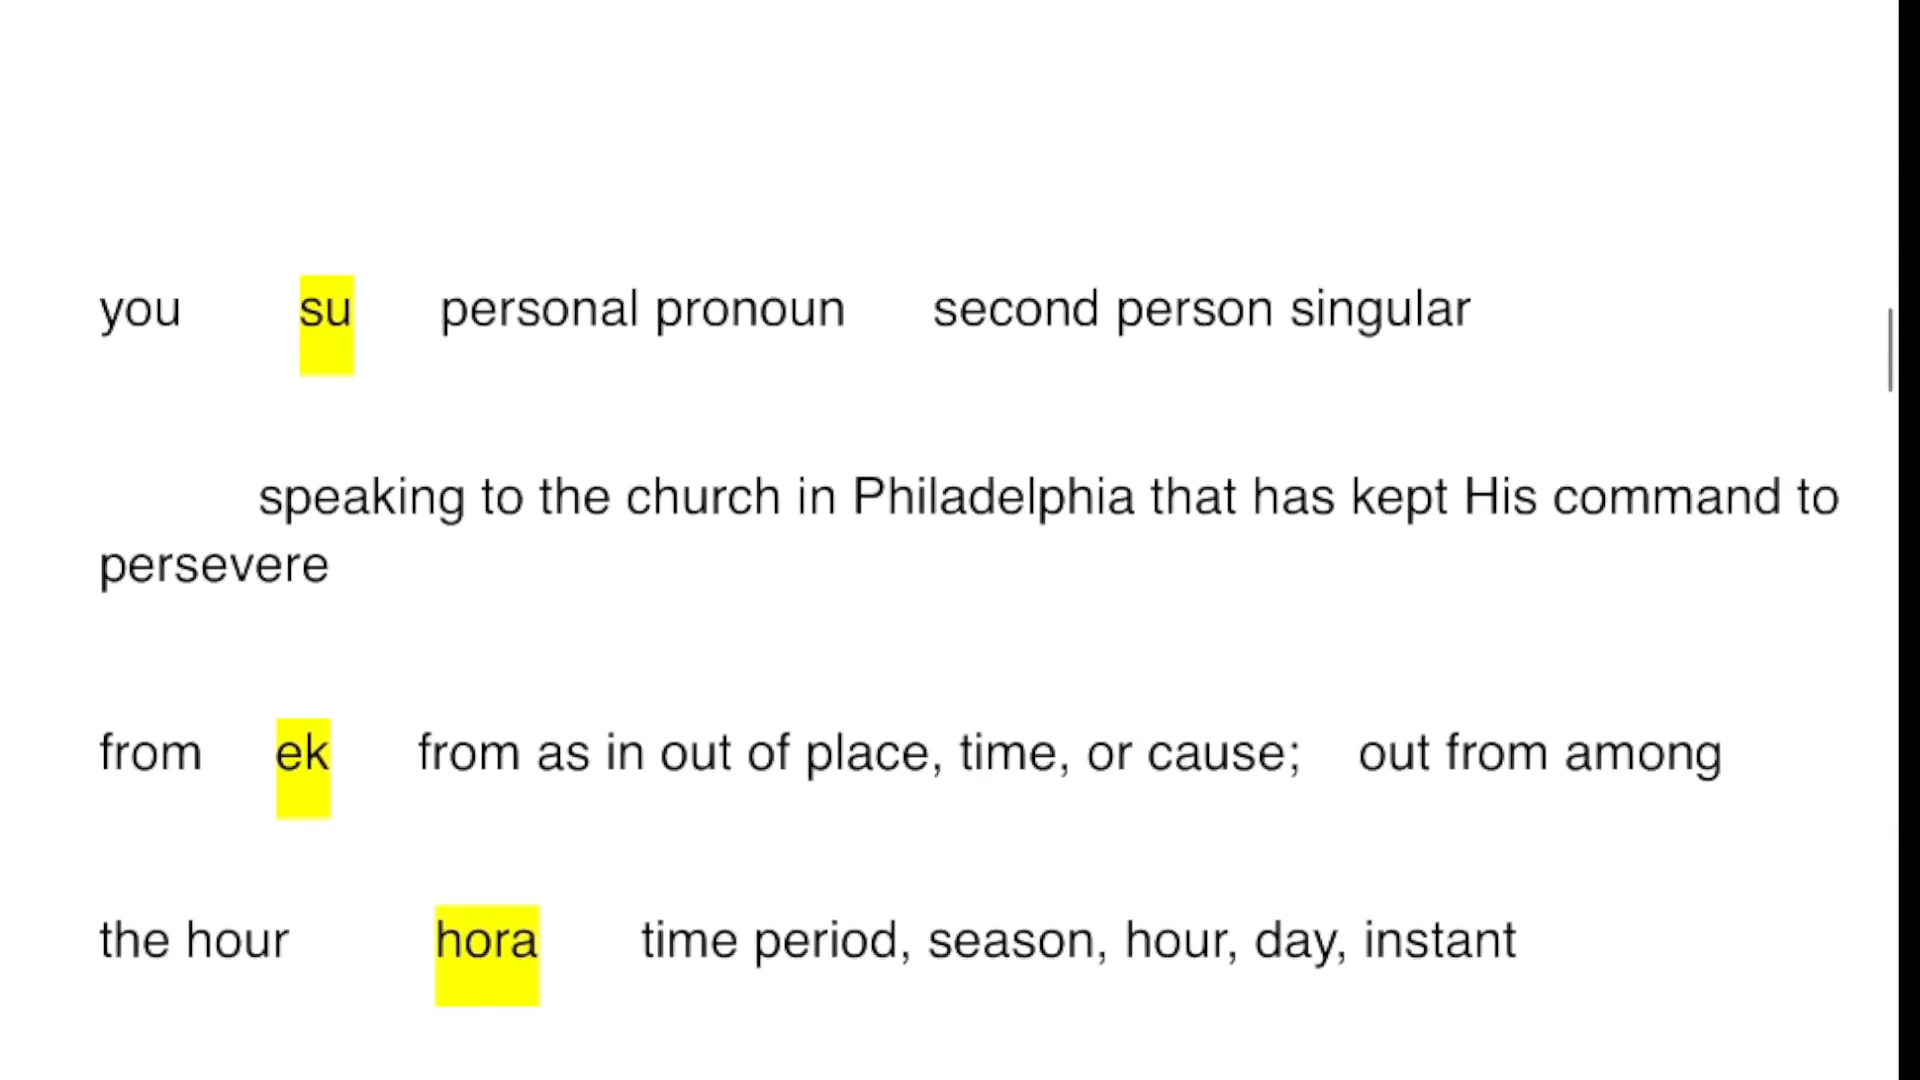 you su personal pronoun second person singular
speaking to the church in Philadelphia that has kept His command to
persevere
from ek from as in out of place, time, or cause; out from among
the hour hora time period, season, hour, day, instant